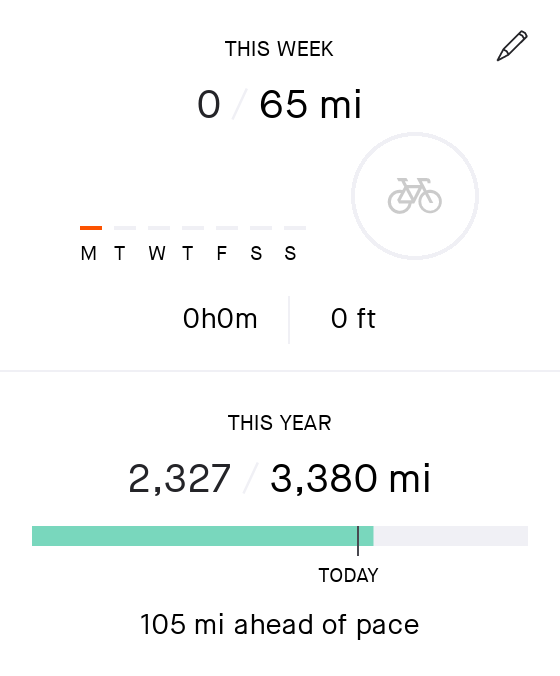 THIS WEEK
0 / 65 mi
M T W T F S S
0h0m 0 ft
THIS YEAR
2,327 / 3,380 mi
TODAY
105 mi ahead of pace